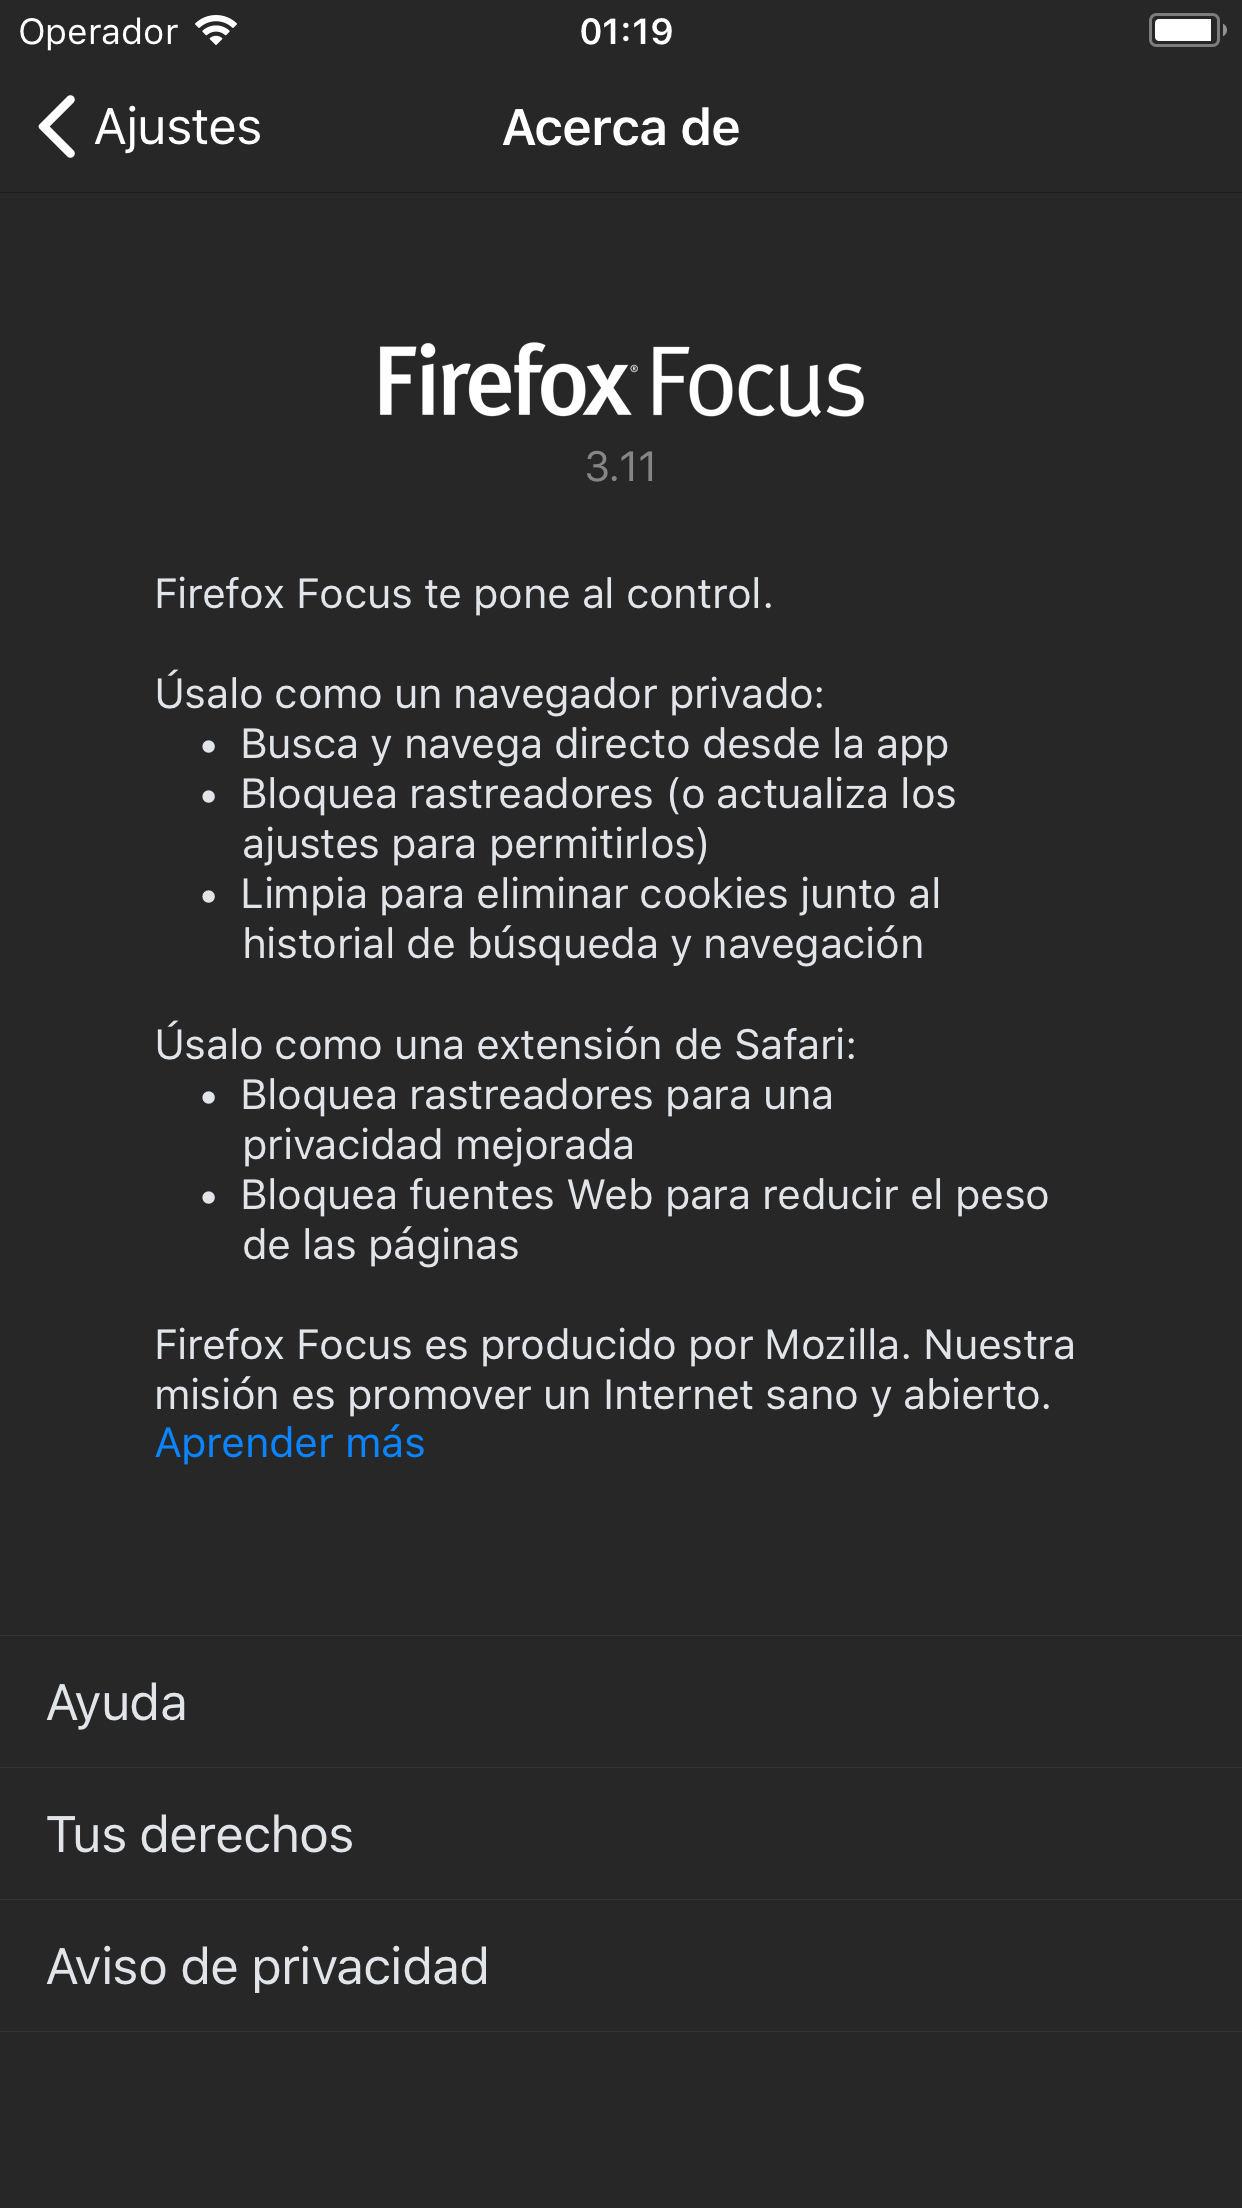 Operador 01:19
Ajustes Acerca de
Firefox® Focus
3.11
Firefox Focus te pone al control.
Úsalo como un navegador privado:
• Busca y navega directo desde la app
• Bloquea rastreadores (o actualiza los
ajustes para permitirlos)
• Limpia para eliminar cookies junto al
historial de búsqueda y navegación
Úsalo como una extensión de Safari:
• Bloquea rastreadores para una
privacidad mejorada
• Bloquea fuentes Web para reducir el peso
de las páginas
Firefox Focus es producido por Mozilla. Nuestra
misión es promover un Internet sano y abierto.
Aprender más
Ayuda
Tus derechos
Aviso de privacidad